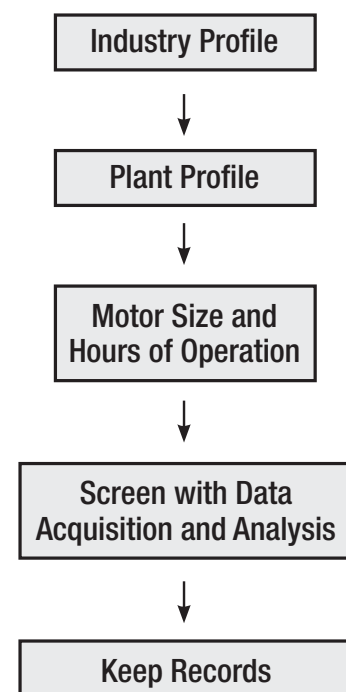 Industry Profile
Plant Profile
Motor Size and
Hours of Operation
Screen with Data
Acquisition and Analysis
Keep Records